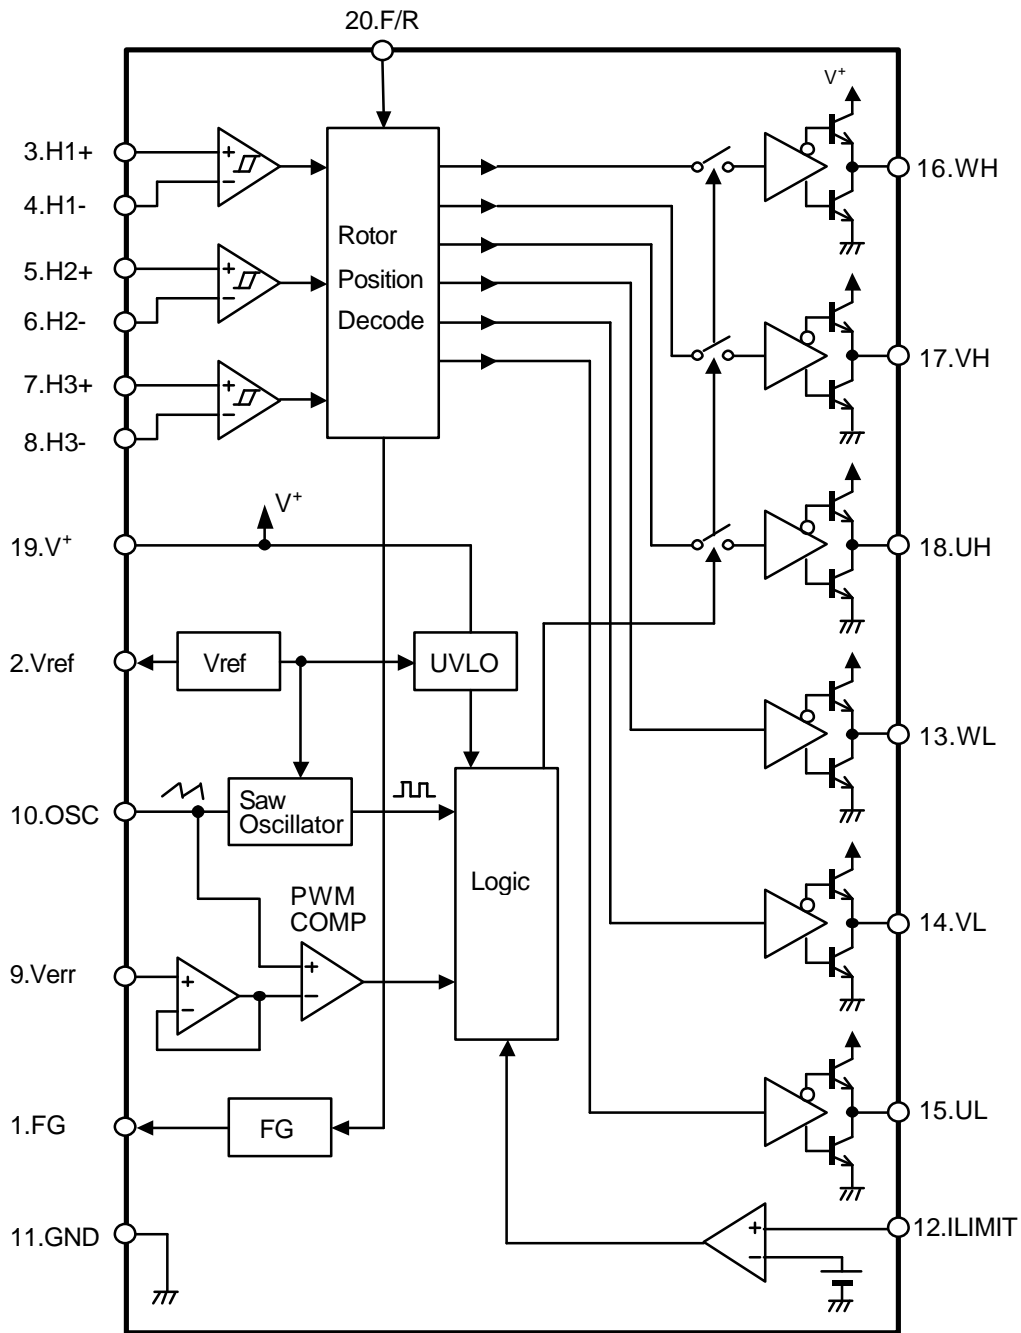 20.F/R
V+
3.H1+
4.H1-
5.H2+
6.H2-
7.H3+
8.H3-
+
−
+
−
+
−
Rotor
Position
Decode
16.WH
17.VH
18.UH
19.V+
V+
2.Vref
Vref
UVLO
13.WL
10.OSC
Saw
Oscillator
Logic
PWM
COMP
9.Verr
+
−
+
−
14.VL
1.FG
FG
15.UL
11.GND
+
−
12.ILIMIT